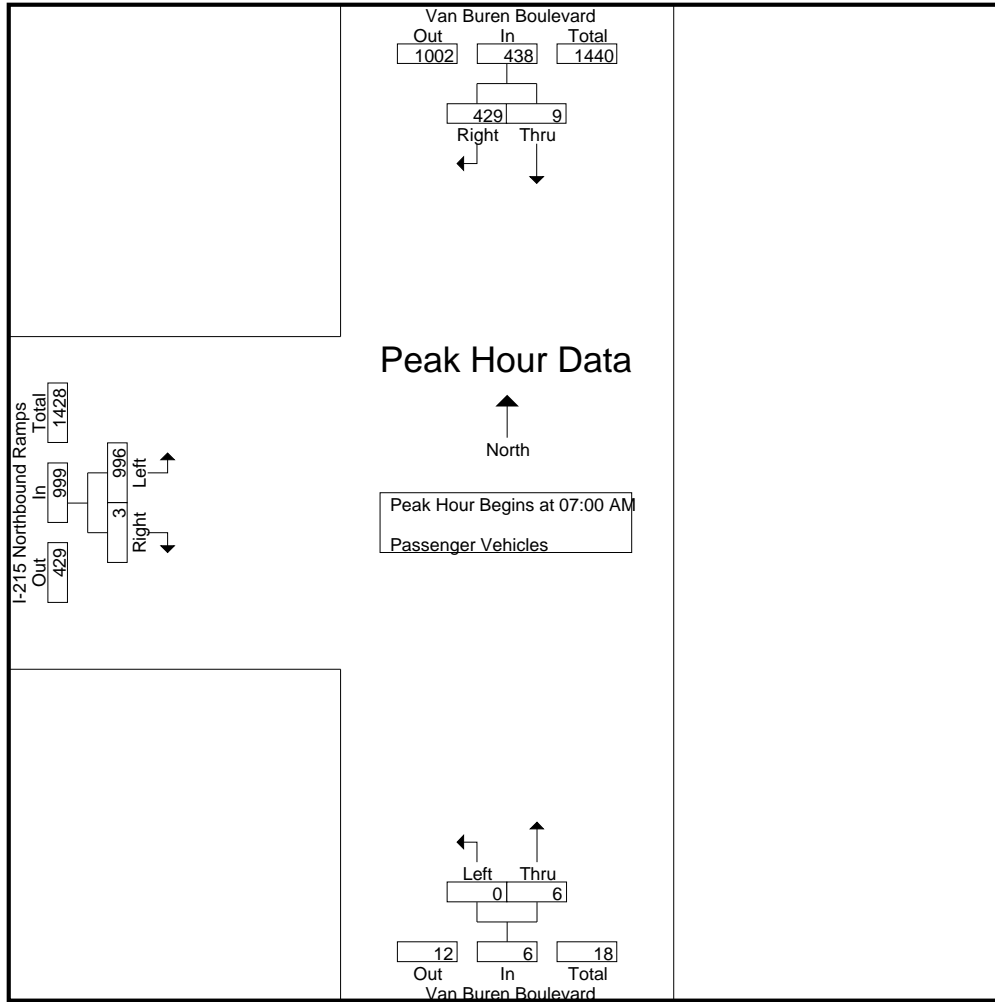 Van Buren Boulevard
Out In Total
1002 438 1440
429 9
Right Thru
Peak Hour Data
North
Peak Hour Begins at 07:00 AM
Passenger Vehicles
I-215 Northbound Ramps
Out In Total
429 999 1428
3 996
Right Left
Left Thru
0 6
12 6 18
Out In Total
Van Buren Boulevard